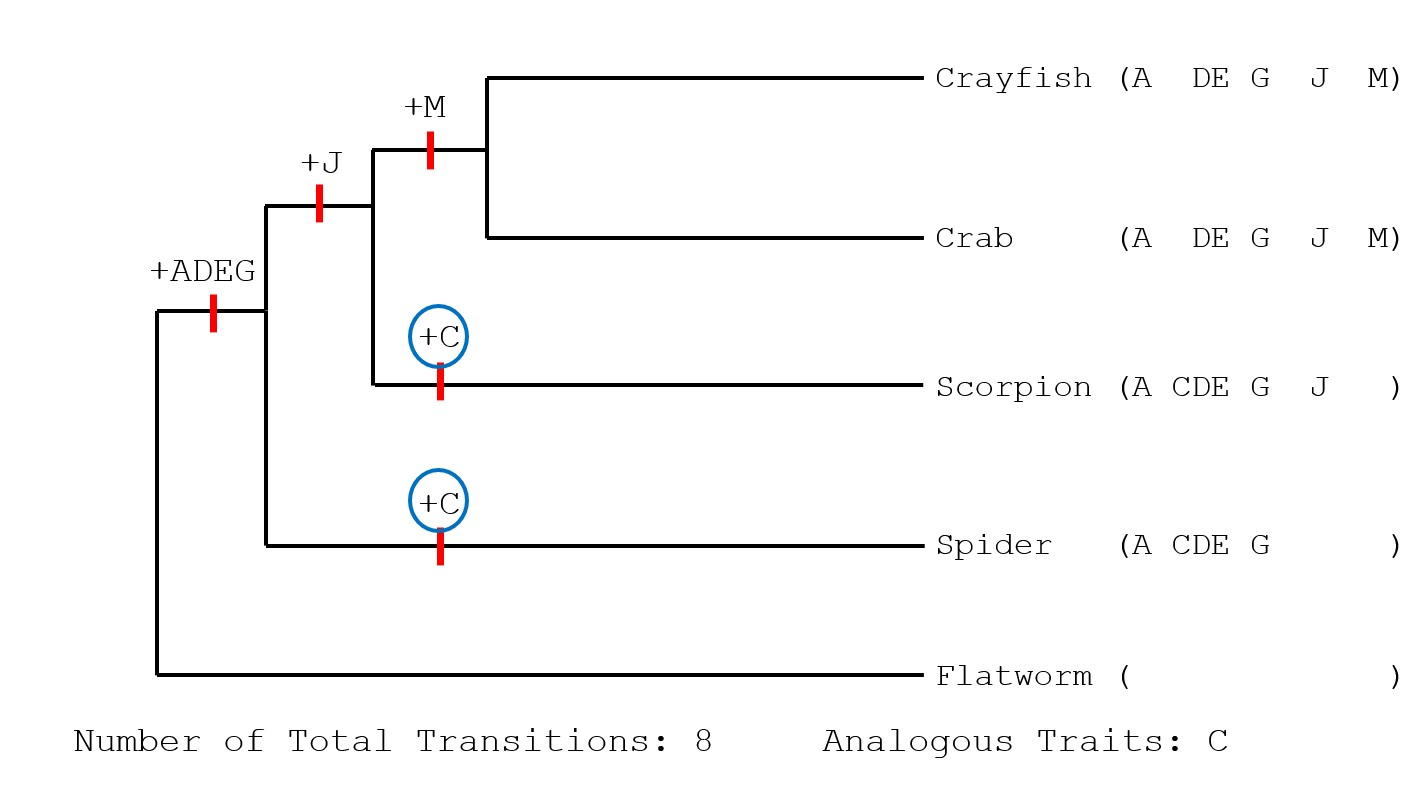 Crayfish (A  DE G  J  M)
+M
+J
Crab     (A  DE G  J  M)
+ADEG
+C
Scorpion (A CDE G  J   )
+C
Spider   (A CDE G      )
Flatworm (             )
Number of Total Transitions: 8
Analogous Traits: C